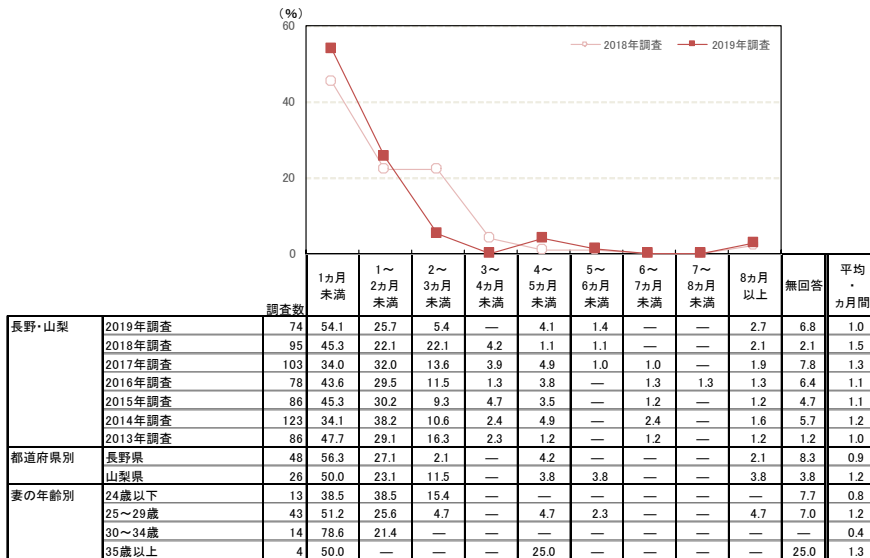 (%)
60
40
20
0
2018年調査 2019年調査
調査数 1ヵ月未満 1～2ヵ月未満 2～3ヵ月未満 3～4ヵ月未満 4～5ヵ月未満 5～6ヵ月未満 6～7ヵ月未満 7～8ヵ月未満 8ヵ月以上 無回答 平均・ヵ月間
長野・山梨 2019年調査 74 54.1 25.7 5.4 — 4.1 1.4 — — 2.7 6.8 1.0
2018年調査 95 45.3 22.1 22.1 4.2 1.1 1.1 — — 2.1 2.1 1.5
2017年調査 103 34.0 32.0 13.6 3.9 4.9 1.0 1.0 — 1.9 7.8 1.3
2016年調査 78 43.6 29.5 11.5 1.3 3.8 — 1.3 1.3 1.3 6.4 1.1
2015年調査 86 45.3 30.2 9.3 4.7 3.5 — 1.2 — 1.2 4.7 1.1
2014年調査 123 34.1 38.2 10.6 2.4 4.9 — 2.4 — 1.6 5.7 1.2
2013年調査 86 47.7 29.1 16.3 2.3 1.2 — 1.2 — 1.2 1.2 1.0
都道府県別 長野県 48 56.3 27.1 2.1 — 4.2 — — — 2.1 8.3 0.9
山梨県 26 50.0 23.1 11.5 — 3.8 3.8 — — 3.8 3.8 1.2
妻の年齢別 24歳以下 13 38.5 38.5 15.4 — — — — — — 7.7 0.8
25～29歳 43 51.2 25.6 4.7 — 4.7 2.3 — — 4.7 7.0 1.2
30～34歳 14 78.6 21.4 — — — — — — — — 0.4
35歳以上 4 50.0 — — — 25.0 — — — — 25.0 1.3